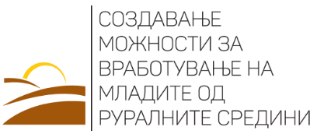 СОЗДАВАЊЕ
МОЖНОСТИ ЗА
ВРАБОТУВАЊЕ НА
МЛАДИТЕ ОД
РУРАЛНИТЕ СРЕДИНИ